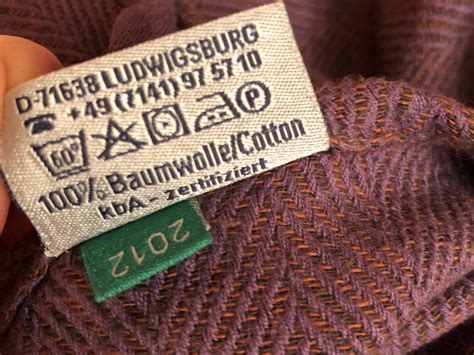 D-71638 LUDWIGSBURG
☎ +49 (7141) 97 57 10
60°
P
100% Baumwolle/Cotton
kbA - zertifiziert
2012